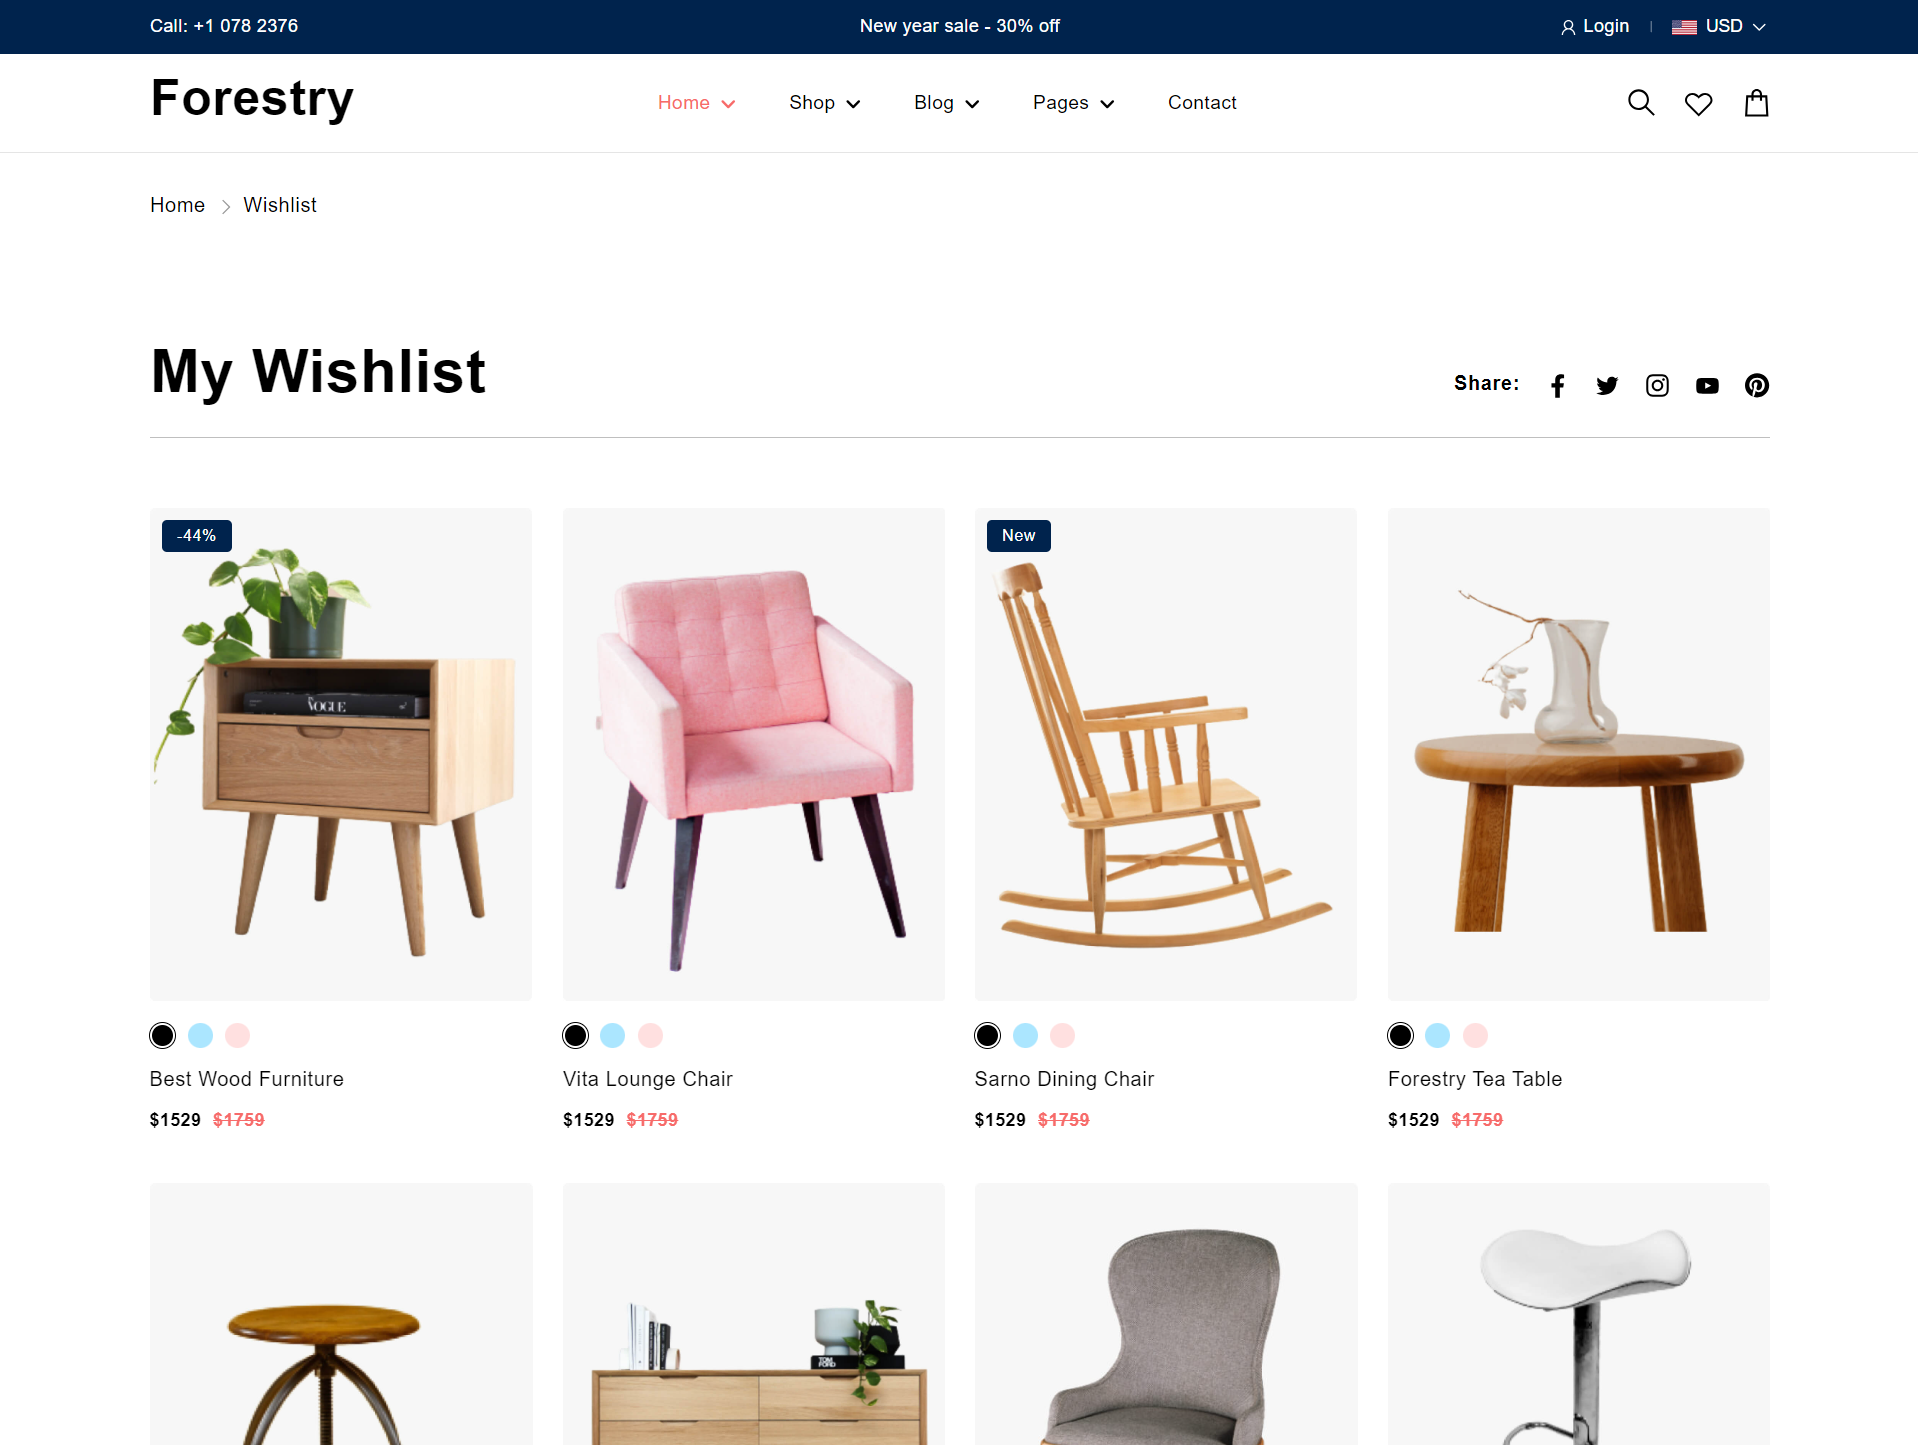 Call: +1 078 2376
New year sale - 30% off
Login
USD
Forestry
Home
Shop
Blog
Pages
Contact
Home
Wishlist
My Wishlist
Share:
-44%
New
VOGUE
Best Wood Furniture
$1529 $1759
Vita Lounge Chair
$1529 $1759
Sarno Dining Chair
$1529 $1759
Forestry Tea Table
$1529 $1759
TOM
FORD